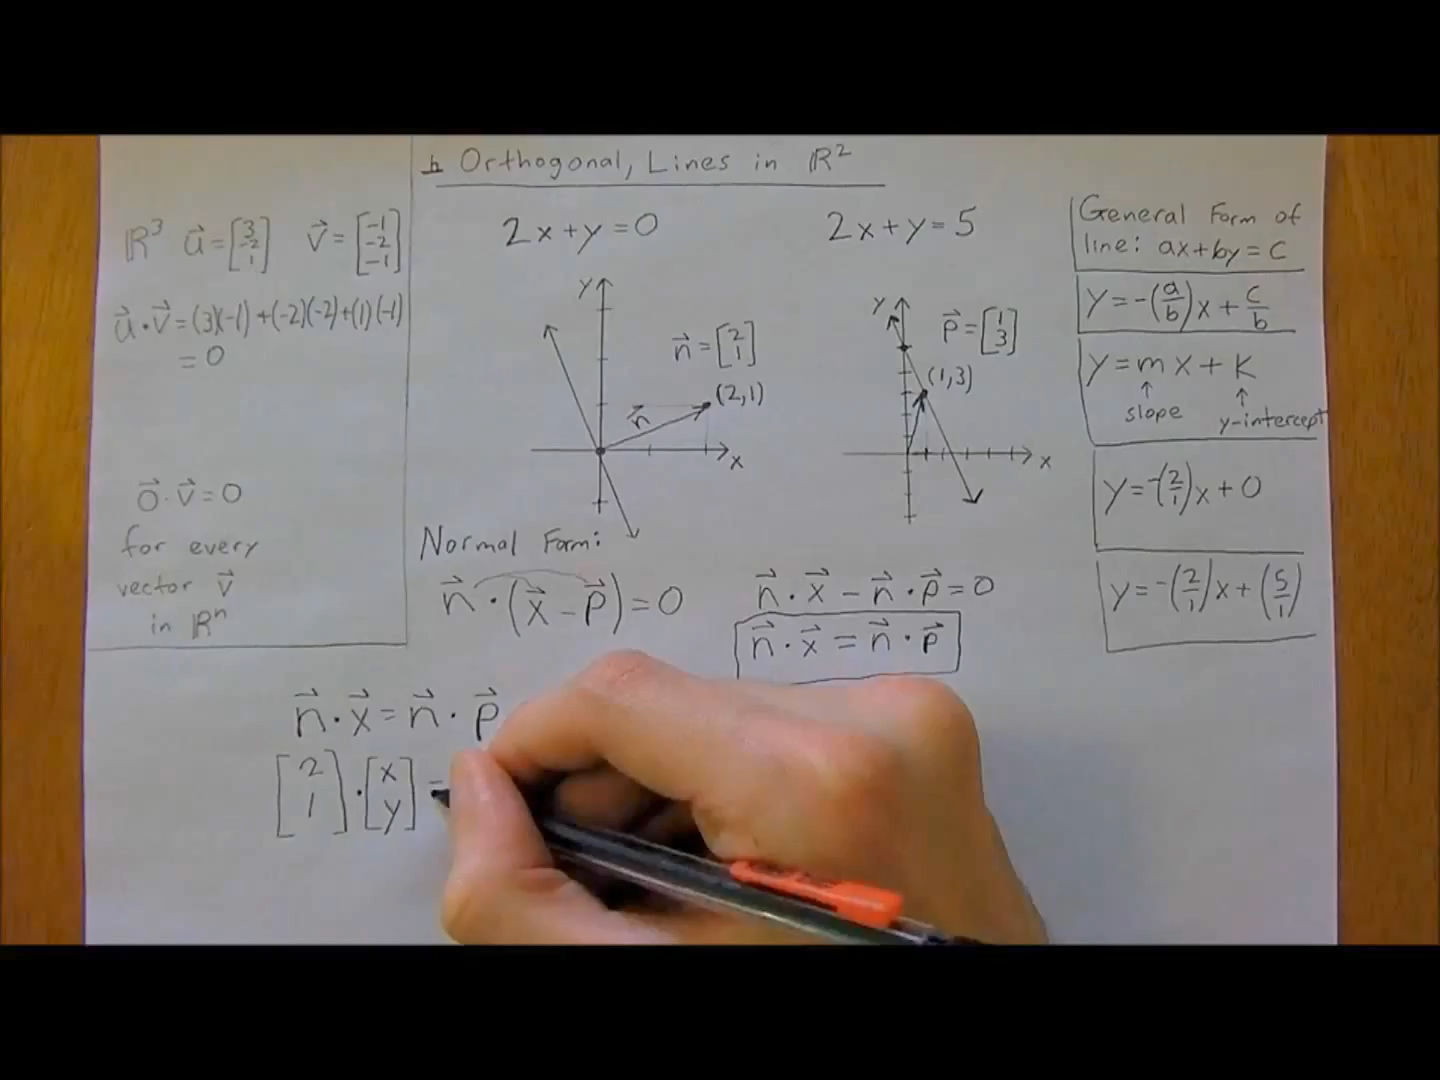 Orthogonal, Lines in ℝ²
ℝ³ u⃗ = [3 -2 1] v⃗ = [-1 -2 -1]
u⃗ · v⃗ = (3)(-1) + (-2)(-2) + (1)(-1)
= 0
0⃗ · v⃗ = 0
for every
vector v⃗
in ℝⁿ
2x + y = 0
y
n⃗ = [2 1]
(2,1)
n⃗
x
2x + y = 5
y
p⃗ = [1 3]
(1,3)
x
Normal Form:
n⃗ · (x⃗ - p⃗) = 0
n⃗ · x⃗ - n⃗ · p⃗ = 0
n⃗ · x⃗ = n⃗ · p⃗
n⃗ · x⃗ = n⃗ · p⃗
[2 1] · [x y] =
General Form of
line: ax + by = c
y = -(a/b)x + c/b
y = mx + k
↑ ↑
slope y-intercept
y = -(2/1)x + 0
y = -(2/1)x + (5/1)